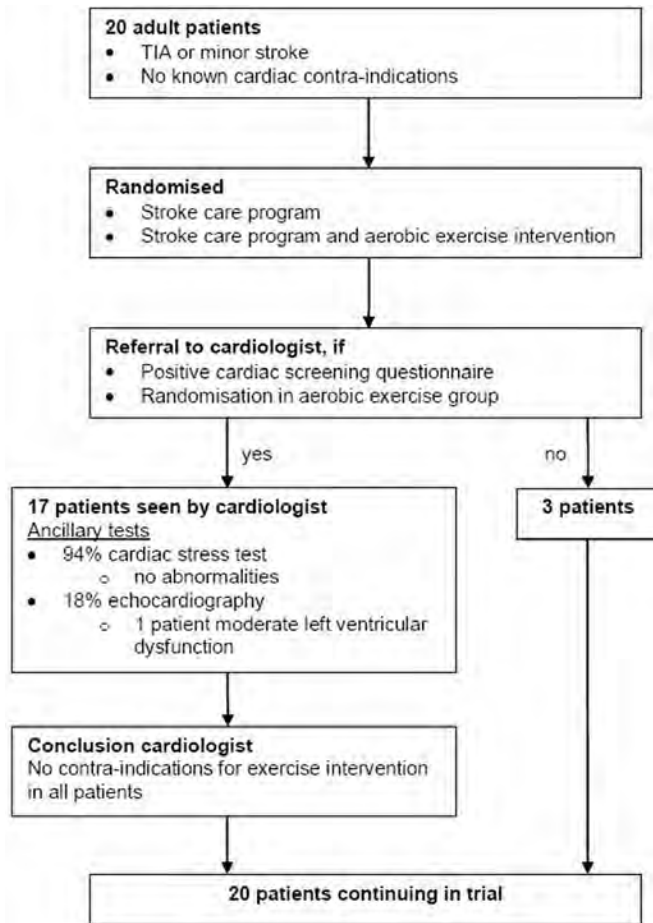 20 adult patients
• TIA or minor stroke
• No known cardiac contra-indications
Randomised
• Stroke care program
• Stroke care program and aerobic exercise intervention
Referral to cardiologist, if
• Positive cardiac screening questionnaire
• Randomisation in aerobic exercise group
yes
no
17 patients seen by cardiologist
Ancillary tests
• 94% cardiac stress test
o no abnormalities
• 18% echocardiography
o 1 patient moderate left ventricular
dysfunction
3 patients
Conclusion cardiologist
No contra-indications for exercise intervention
in all patients
20 patients continuing in trial